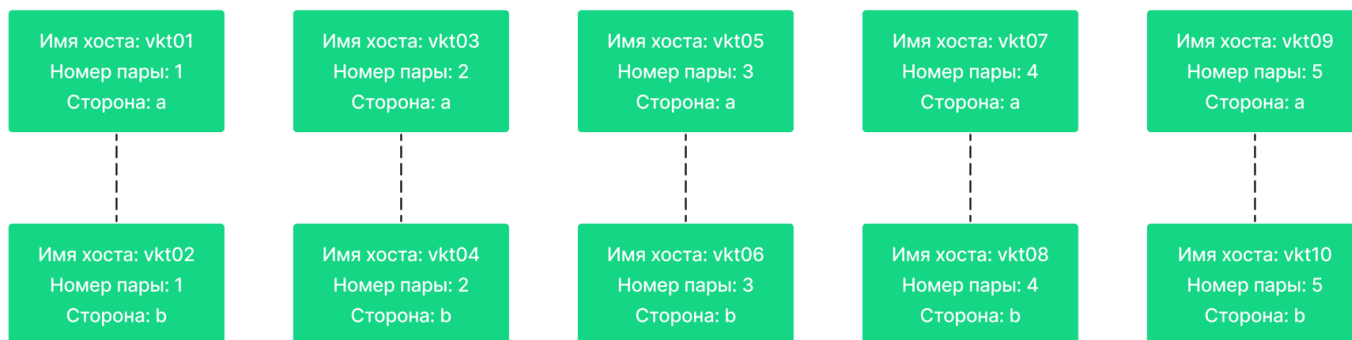 Имя хоста: vkt01
Номер пары: 1
Сторона: a
Имя хоста: vkt03
Номер пары: 2
Сторона: a
Имя хоста: vkt05
Номер пары: 3
Сторона: a
Имя хоста: vkt07
Номер пары: 4
Сторона: a
Имя хоста: vkt09
Номер пары: 5
Сторона: a
Имя хоста: vkt02
Номер пары: 1
Сторона: b
Имя хоста: vkt04
Номер пары: 2
Сторона: b
Имя хоста: vkt06
Номер пары: 3
Сторона: b
Имя хоста: vkt08
Номер пары: 4
Сторона: b
Имя хоста: vkt10
Номер пары: 5
Сторона: b